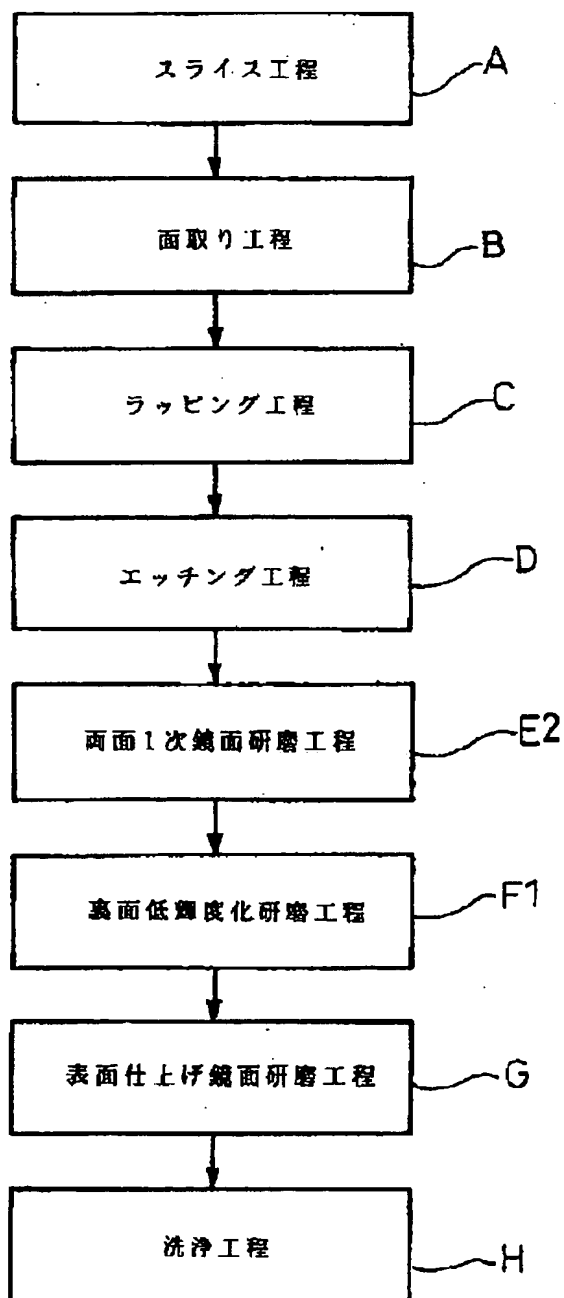 スライス工程
A
面取り工程
B
ラッピング工程
C
エッチング工程
D
両面1次鏡面研磨工程
E2
裏面低輝度化研磨工程
F1
表面仕上げ鏡面研磨工程
G
洗浄工程
H